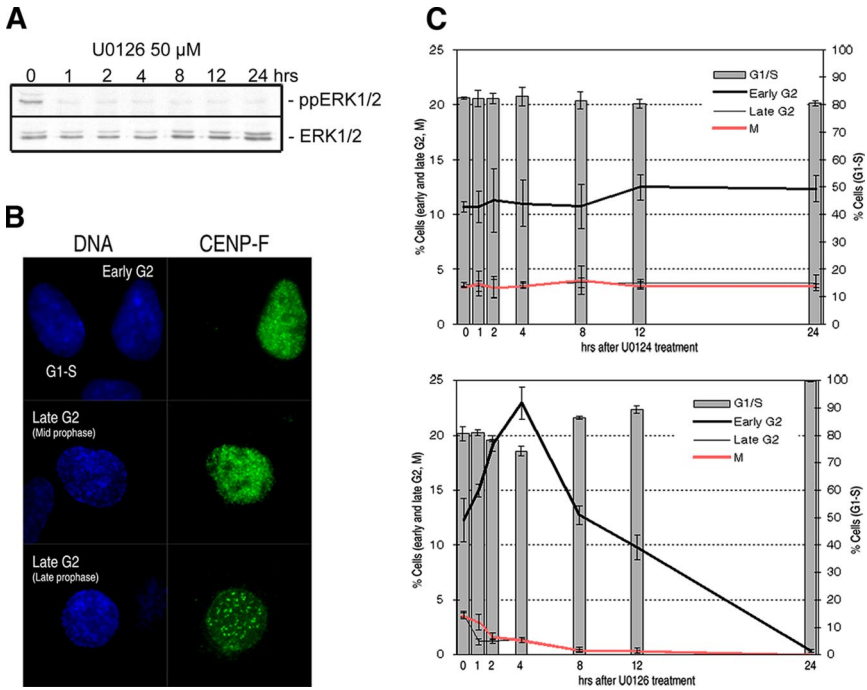 A
U0126 50 µM
0 1 2 4 8 12 24 hrs
- ppERK1/2
- ERK1/2
B
DNA CENP-F
Early G2
G1-S
Late G2
(Mid prophase)
Late G2
(Late prophase)
C
25 100
20 90
15 80
10 70
5 60
0 50
40
30
20
10
0
% Cells (early and late G2, M)
% Cells (G1-S)
G1/S
Early G2
Late G2
M
0 1 2 4 8 12 24
hrs after U0124 treatment
25 100
20 90
15 80
10 70
5 60
0 50
40
30
20
10
0
% Cells (early and late G2, M)
% Cells (G1-S)
G1/S
Early G2
Late G2
M
0 1 2 4 8 12 24
hrs after U0126 treatment